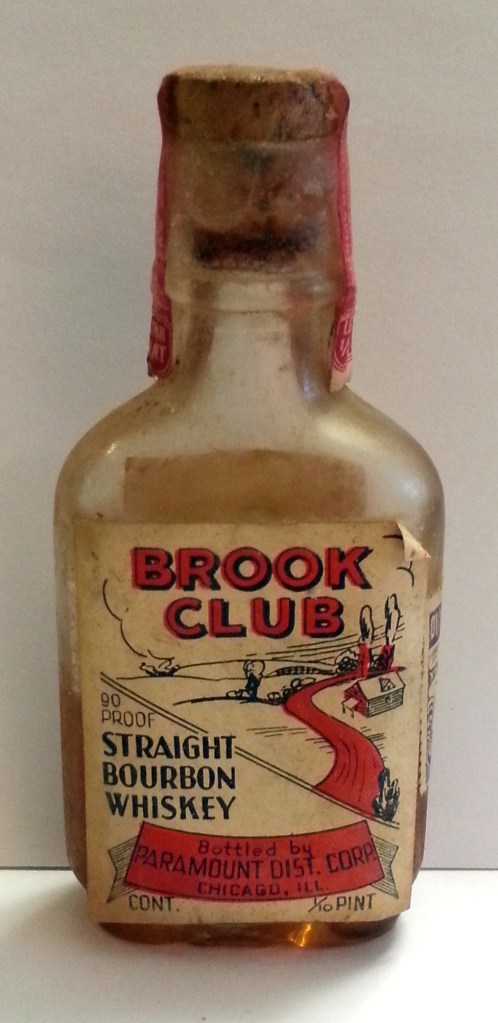 BROOK
CLUB
90
PROOF
STRAIGHT
BOURBON
WHISKEY
Bottled by
PARAMOUNT DIST. CORP.
CHICAGO, ILL.
CONT. 1/10 PINT